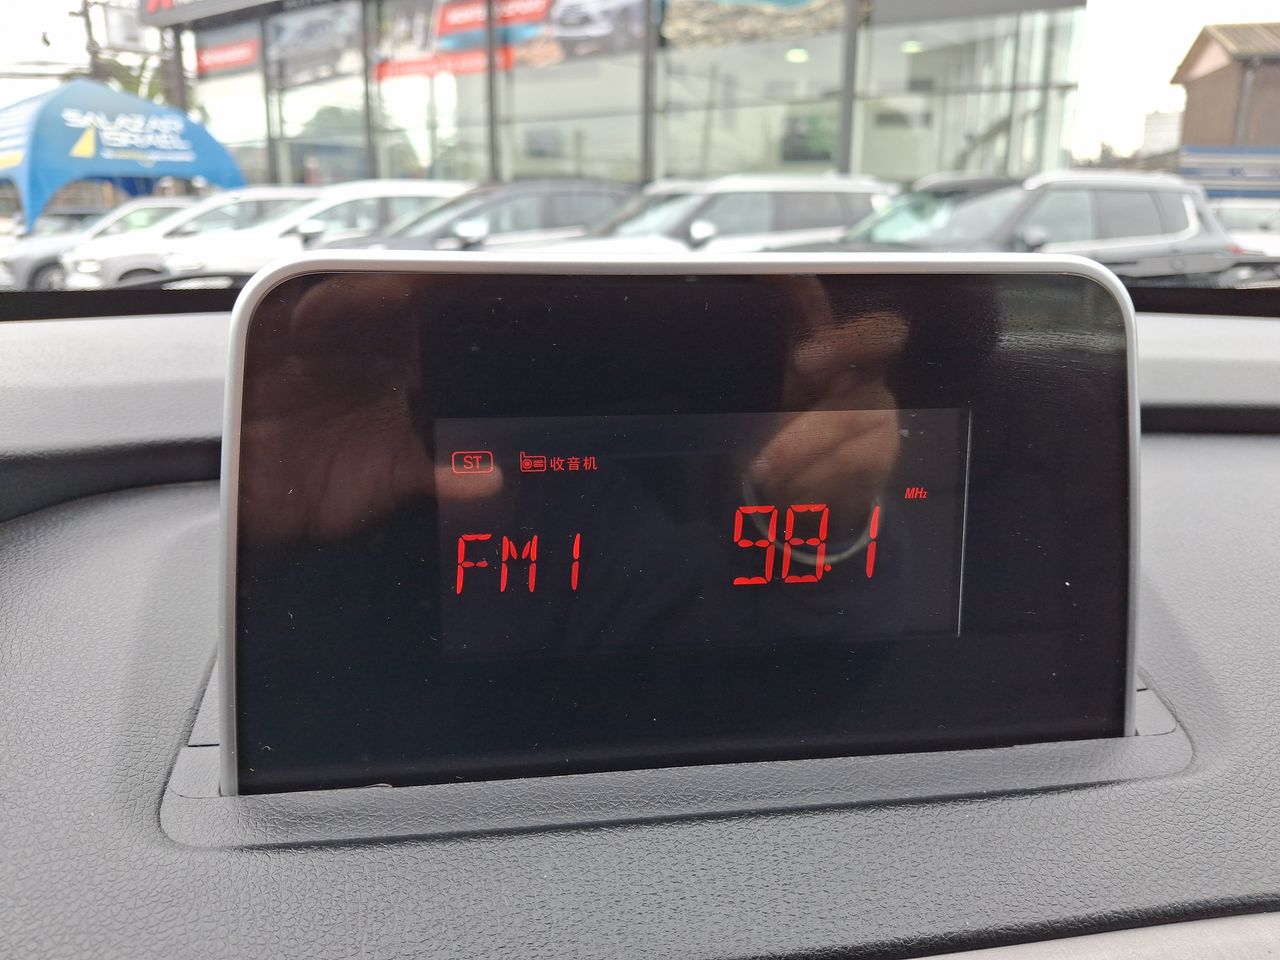 SALAZAR
ISRAEL
ST 收音机
MHz
FM1 98.1